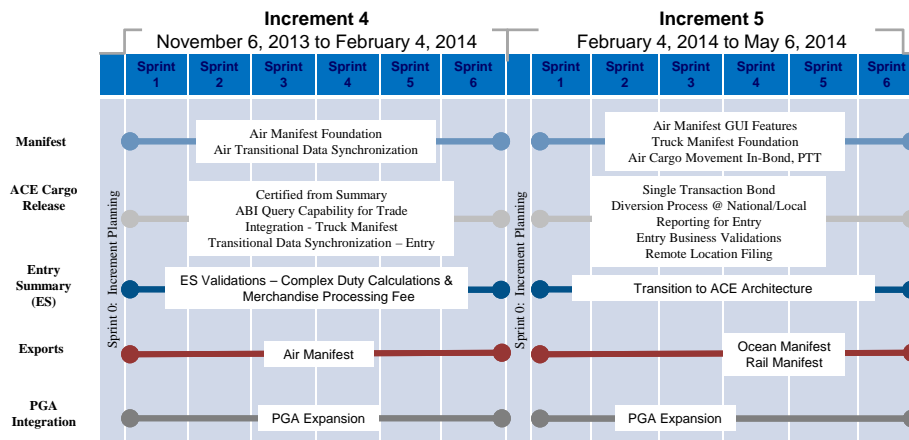 Increment 4
November 6, 2013 to February 4, 2014
Increment 5
February 4, 2014 to May 6, 2014
Sprint 1
Sprint 2
Sprint 3
Sprint 4
Sprint 5
Sprint 6
Sprint 1
Sprint 2
Sprint 3
Sprint 4
Sprint 5
Sprint 6
Sprint 0: Increment Planning
Sprint 0: Increment Planning
Manifest
Air Manifest Foundation
Air Transitional Data Synchronization
Air Manifest GUI Features
Truck Manifest Foundation
Air Cargo Movement In-Bond, PTT
ACE Cargo
Release
Certified from Summary
ABI Query Capability for Trade
Integration - Truck Manifest
Transitional Data Synchronization – Entry
Single Transaction Bond
Diversion Process @ National/Local
Reporting for Entry
Entry Business Validations
Remote Location Filing
Entry
Summary
(ES)
ES Validations – Complex Duty Calculations &
Merchandise Processing Fee
Transition to ACE Architecture
Exports
Air Manifest
Ocean Manifest
Rail Manifest
PGA
Integration
PGA Expansion
PGA Expansion